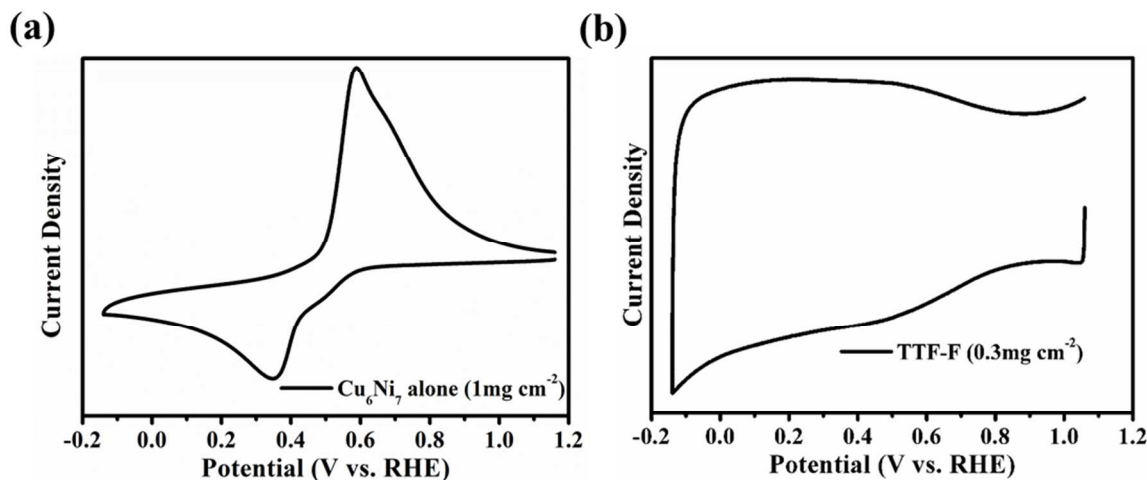 (a)
Current Density
Cu₆Ni₇ alone (1mg cm⁻²)
-0.2 0.0 0.2 0.4 0.6 0.8 1.0 1.2
Potential (V vs. RHE)
(b)
Current Density
TTF-F (0.3mg cm⁻²)
-0.2 0.0 0.2 0.4 0.6 0.8 1.0 1.2
Potential (V vs. RHE)